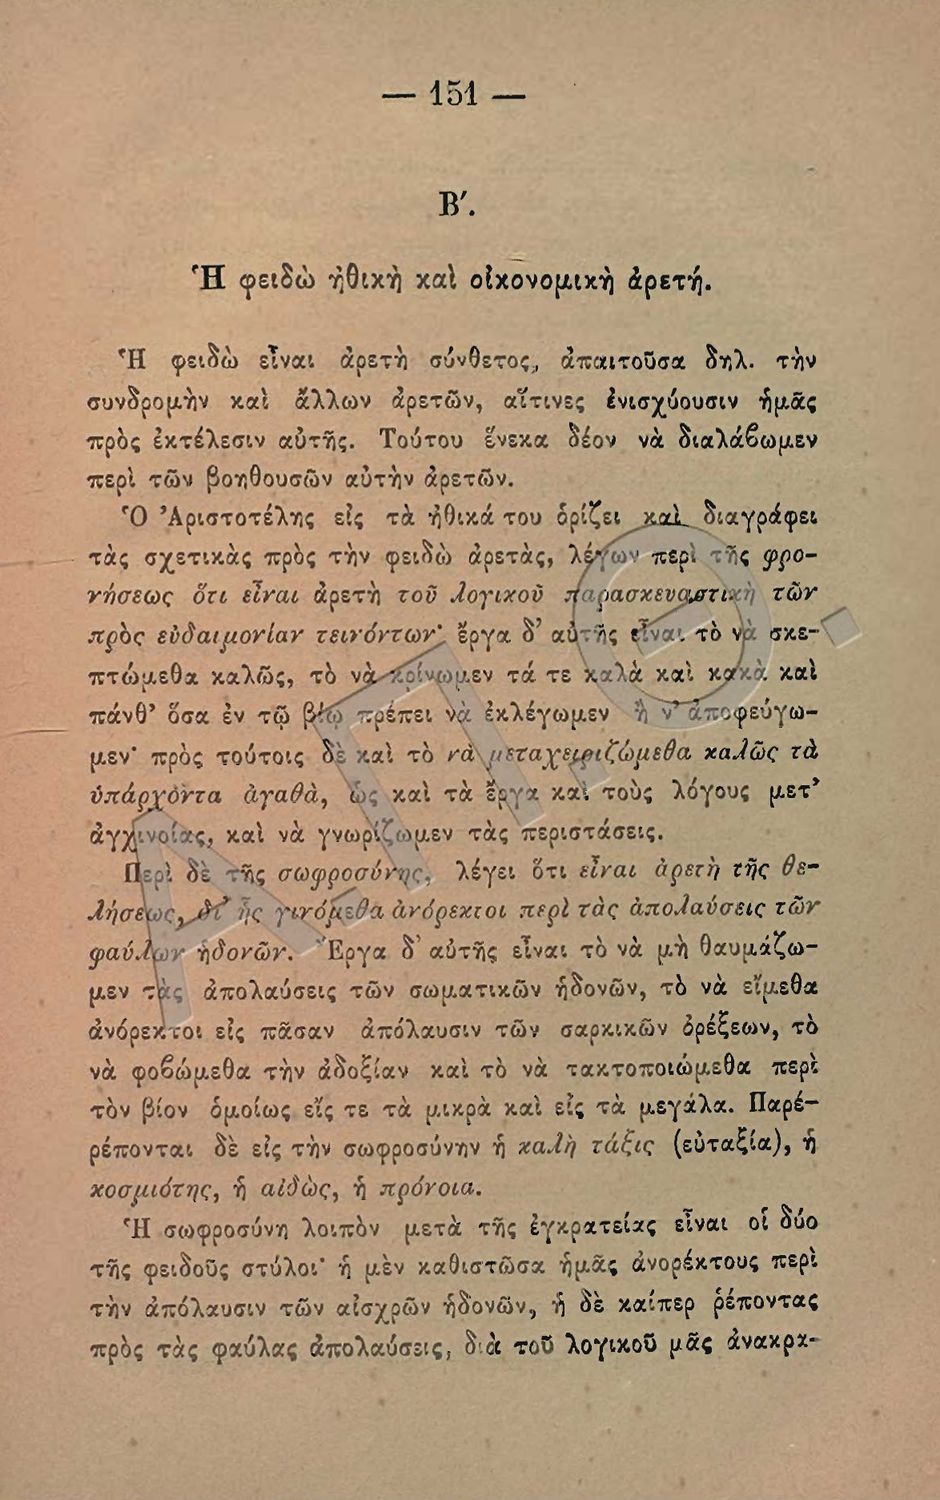 — 151 —
Β′.
Ἡ φειδὼ ἠθικὴ καὶ οἰκονομικὴ ἀρετή.
Ἡ φειδὼ εἶναι ἀρετὴ σύνθετος, ἀπαιτοῦσα δηλ. τὴν
συνδρομὴν καὶ ἄλλων ἀρετῶν, αἵτινες ἐνισχύουσιν ἡμᾶς
πρὸς ἐκτέλεσιν αὐτῆς. Τούτου ἕνεκα δέον νὰ διαλάβωμεν
περὶ τῶν βοηθουσῶν αὐτὴν ἀρετῶν.
Ὁ Ἀριστοτέλης εἰς τὰ ἠθικά του ὁρίζει καὶ διαγράφει
τὰς σχετικὰς πρὸς τὴν φειδὼ ἀρετὰς, λέγων περὶ τῆς φρο-
νήσεως ὅτι εἶναι ἀρετὴ τοῦ λογικοῦ παρασκευαστικὴ τῶν
πρὸς εὐδαιμονίαν τεινόντων· ἔργα δ’ αὐτῆς εἶναι τὸ νὰ σκε-
πτώμεθα καλῶς, τὸ νὰ κρίνωμεν τά τε καλὰ καὶ κακὰ καὶ
πάνθ’ ὅσα ἐν τῷ βίῳ πρέπει νὰ ἐκλέγωμεν ἢ ν’ ἀποφεύγω-
μεν· πρὸς τούτοις δὲ καὶ τὸ νὰ μεταχειριζώμεθα καλῶς τὰ
ὑπάρχοντα ἀγαθὰ, ὡς καὶ τὰ ἔργα καὶ τοὺς λόγους μετ’
ἀγχινοίας, καὶ νὰ γνωρίζωμεν τὰς περιστάσεις.
Περὶ δὲ τῆς σωφροσύνης, λέγει ὅτι εἶναι ἀρετὴ τῆς θε-
λήσεως, δι’ ἧς γινόμεθα ἀνόρεκτοι περὶ τὰς ἀπολαύσεις τῶν
φαύλων ἡδονῶν. Ἔργα δ’ αὐτῆς εἶναι τὸ νὰ μὴ θαυμάζω-
μεν τὰς ἀπολαύσεις τῶν σωματικῶν ἡδονῶν, τὸ νὰ εἴμεθα
ἀνόρεκτοι εἰς πᾶσαν ἀπόλαυσιν τῶν σαρκικῶν ὀρέξεων, τὸ
νὰ φοβώμεθα τὴν ἀδοξίαν καὶ τὸ νὰ τακτοποιώμεθα περὶ
τὸν βίον ὁμοίως εἴς τε τὰ μικρὰ καὶ εἰς τὰ μεγάλα. Παρέ-
ρέπονται δὲ εἰς τὴν σωφροσύνην ἡ καλὴ τάξις (εὐταξία), ἡ
κοσμιότης, ἡ αἰδὼς, ἡ πρόνοια.
Ἡ σωφροσύνη λοιπὸν μετὰ τῆς ἐγκρατείας εἶναι οἱ δύο
τῆς φειδοῦς στύλοι· ἡ μὲν καθιστῶσα ἡμᾶς ἀνορέκτους περὶ
τὴν ἀπόλαυσιν τῶν αἰσχρῶν ἡδονῶν, ἡ δὲ καίπερ ῥέποντας
πρὸς τὰς φαύλας ἀπολαύσεις, διὰ τοῦ λογικοῦ μᾶς ἀνακρα-